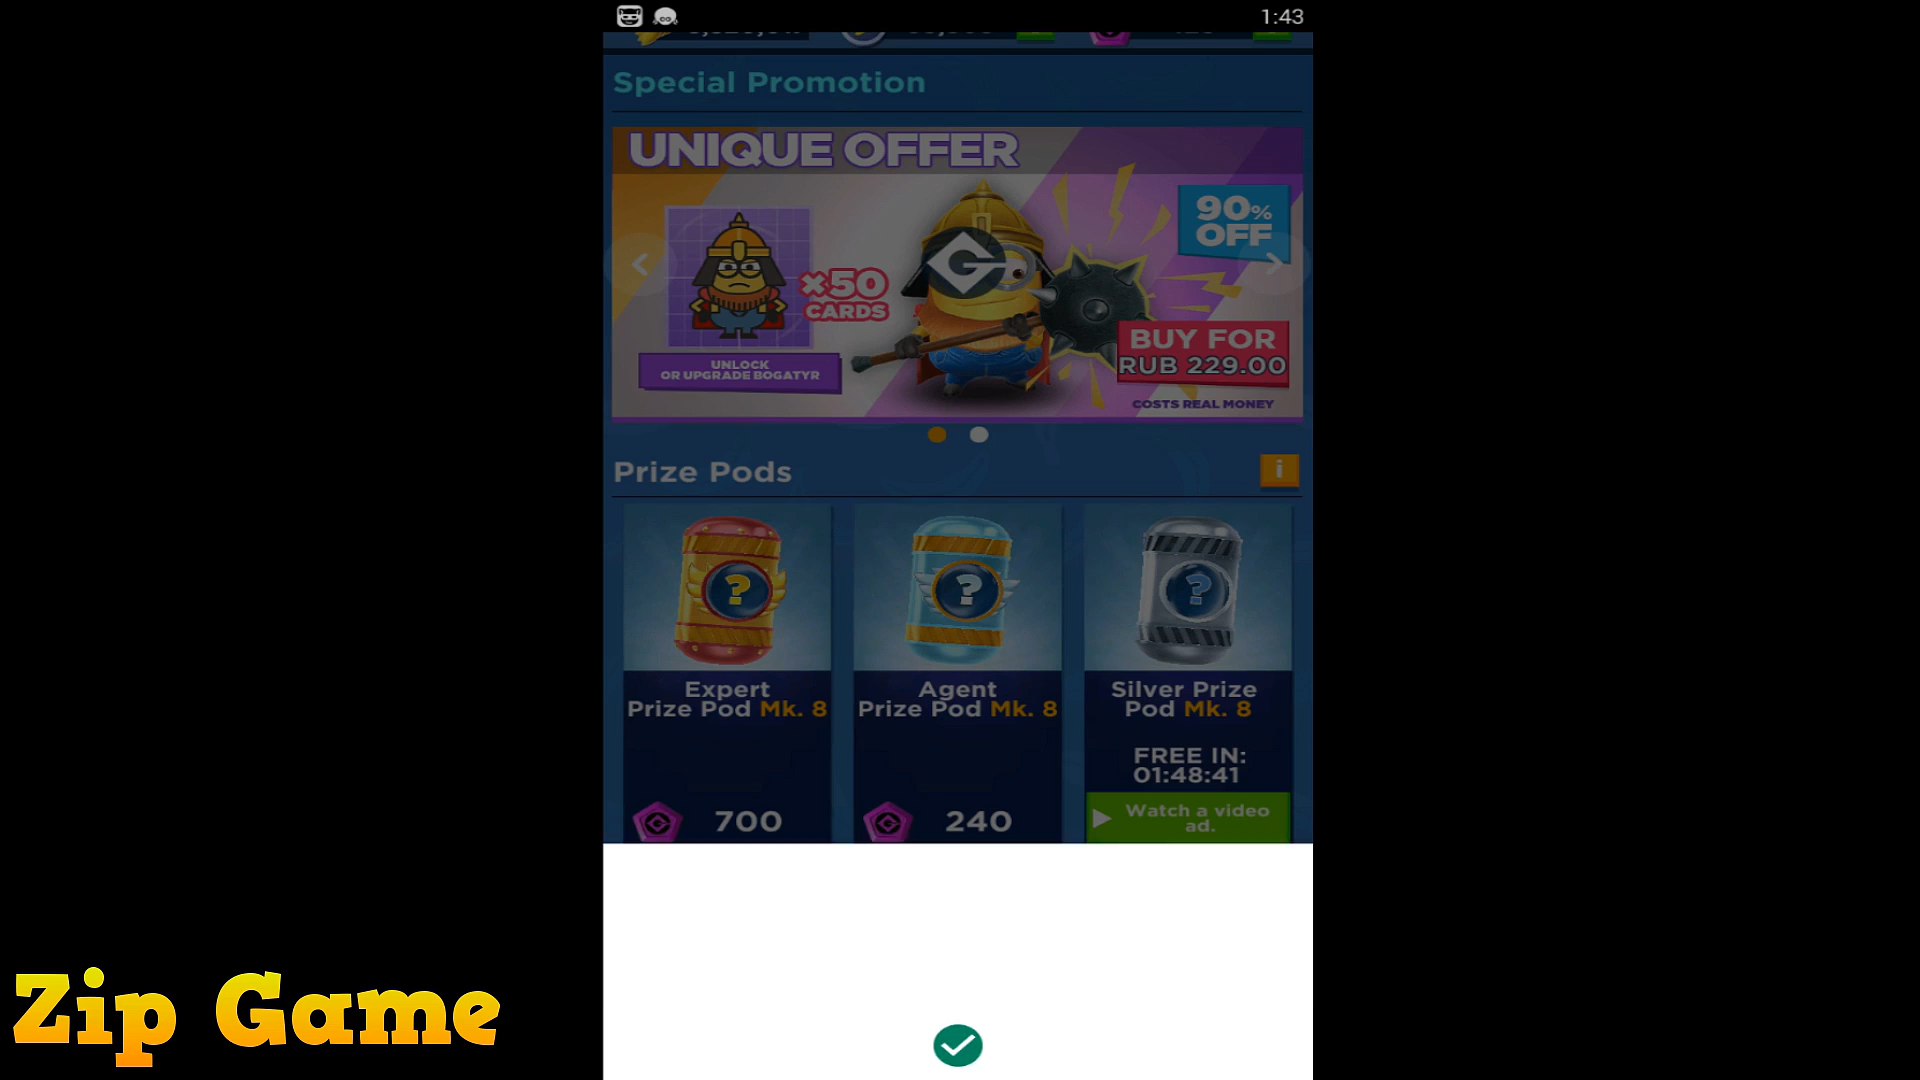 1:43
Special Promotion
UNIQUE OFFER
90%
OFF
×50
CARDS
BUY FOR
RUB 229.00
UNLOCK
OR UPGRADE BOGATYR
COSTS REAL MONEY
Prize Pods
i
?
?
?
Expert
Prize Pod Mk. 8
Agent
Prize Pod Mk. 8
Silver Prize
Pod Mk. 8
FREE IN:
01:48:41
700
240
Watch a video
ad.
Zip Game